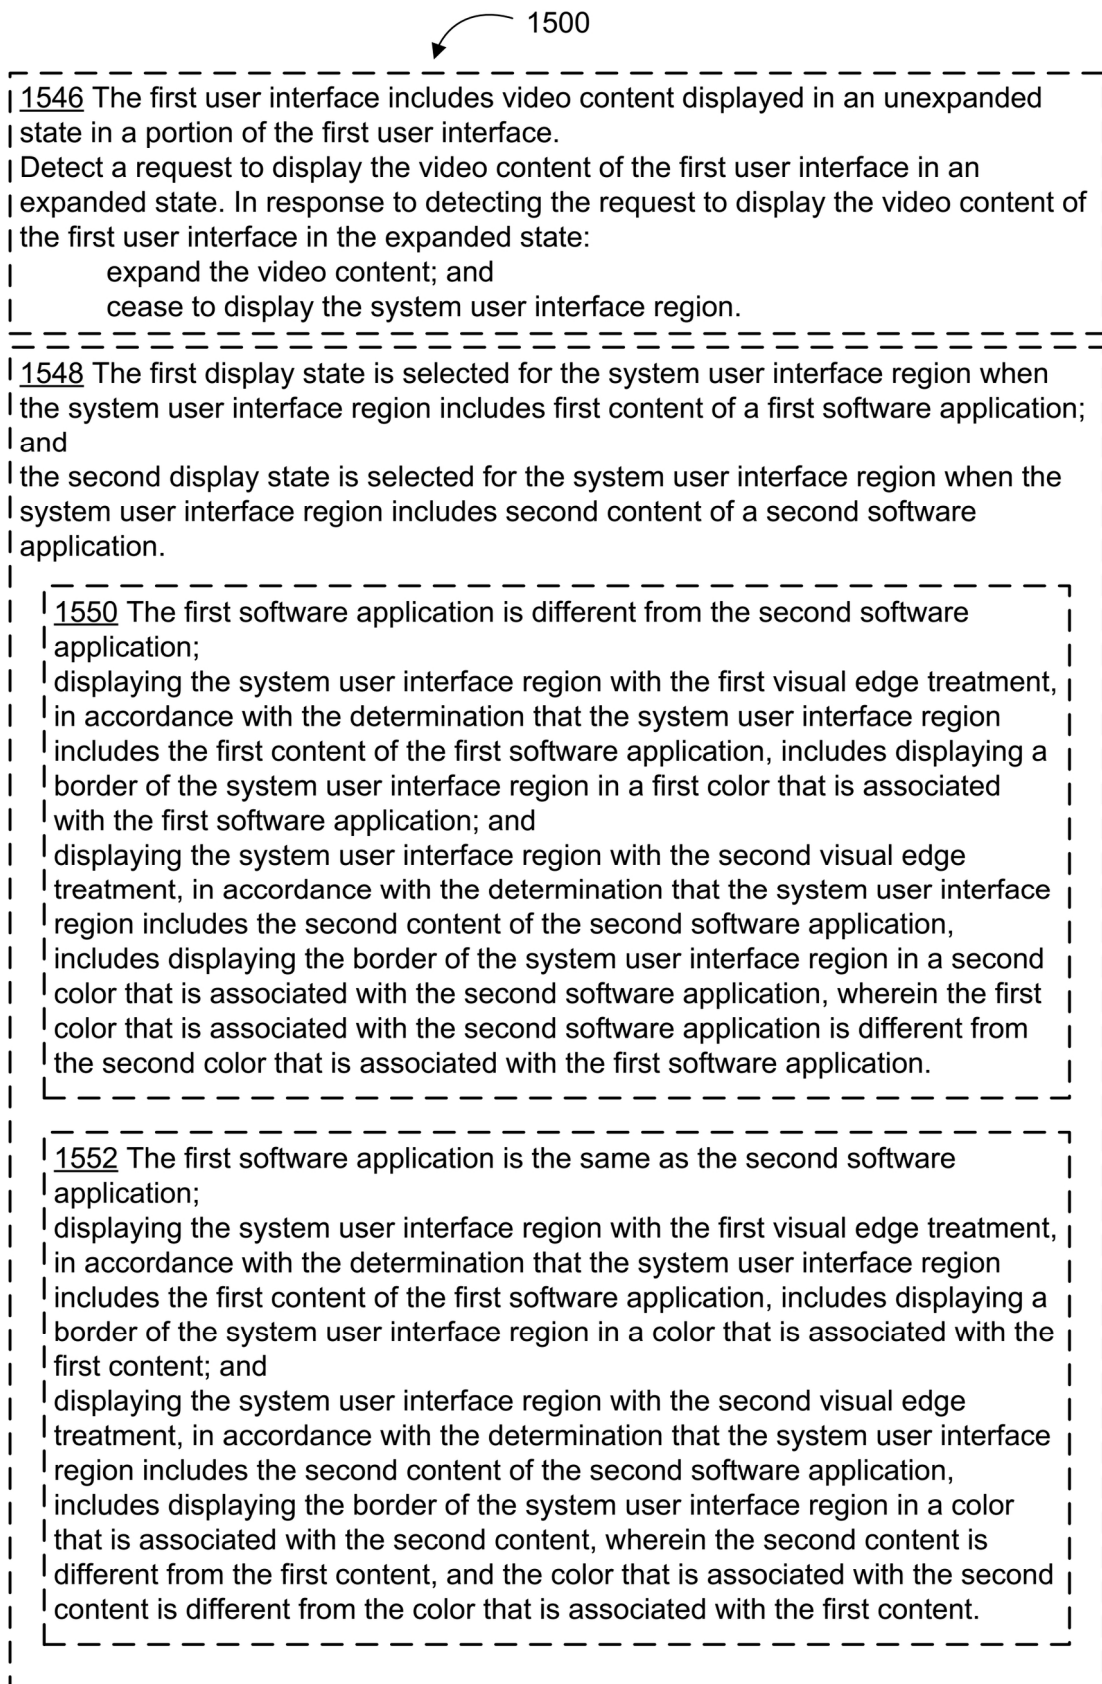 1500
1546 The first user interface includes video content displayed in an unexpanded
state in a portion of the first user interface.
Detect a request to display the video content of the first user interface in an
expanded state. In response to detecting the request to display the video content of
the first user interface in the expanded state:
expand the video content; and
cease to display the system user interface region.
1548 The first display state is selected for the system user interface region when
the system user interface region includes first content of a first software application;
and
the second display state is selected for the system user interface region when the
system user interface region includes second content of a second software
application.
1550 The first software application is different from the second software
application;
displaying the system user interface region with the first visual edge treatment,
in accordance with the determination that the system user interface region
includes the first content of the first software application, includes displaying a
border of the system user interface region in a first color that is associated
with the first software application; and
displaying the system user interface region with the second visual edge
treatment, in accordance with the determination that the system user interface
region includes the second content of the second software application,
includes displaying the border of the system user interface region in a second
color that is associated with the second software application, wherein the first
color that is associated with the second software application is different from
the second color that is associated with the first software application.
1552 The first software application is the same as the second software
application;
displaying the system user interface region with the first visual edge treatment,
in accordance with the determination that the system user interface region
includes the first content of the first software application, includes displaying a
border of the system user interface region in a color that is associated with the
first content; and
displaying the system user interface region with the second visual edge
treatment, in accordance with the determination that the system user interface
region includes the second content of the second software application,
includes displaying the border of the system user interface region in a color
that is associated with the second content, wherein the second content is
different from the first content, and the color that is associated with the second
content is different from the color that is associated with the first content.